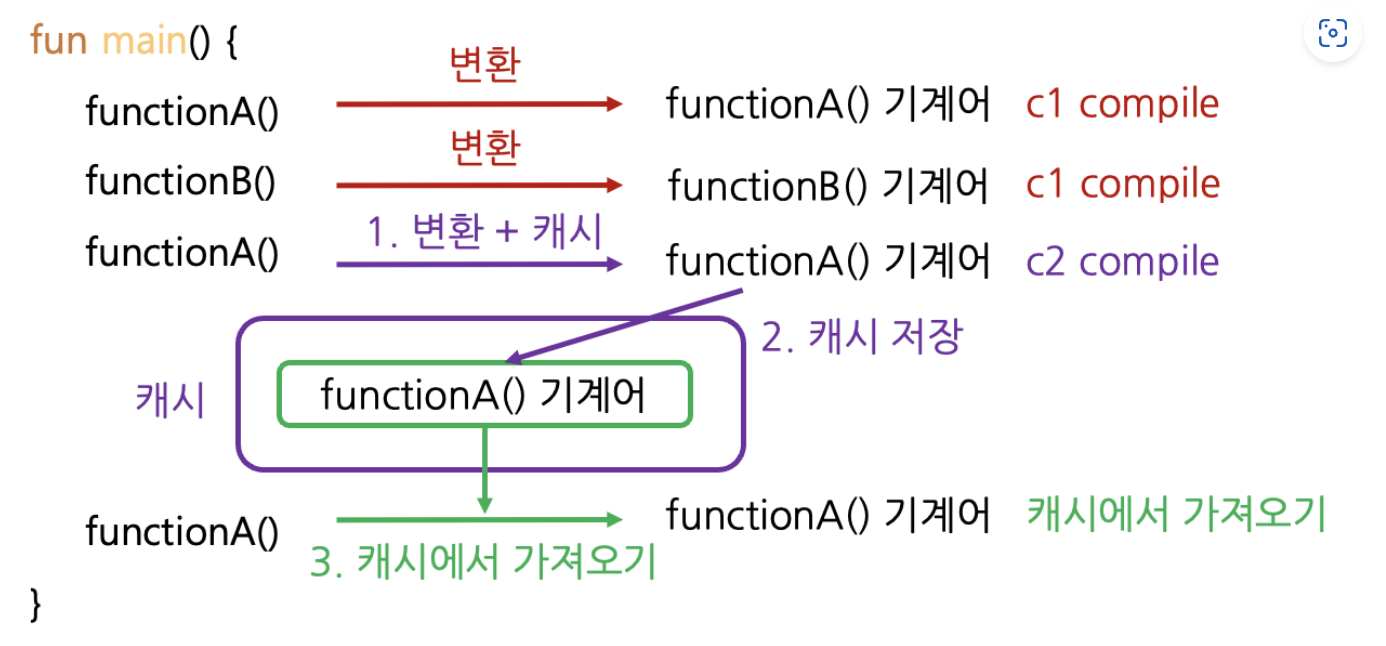 fun main() {
변환
functionA() functionA() 기계어 c1 compile
변환
functionB() functionB() 기계어 c1 compile
1. 변환 + 캐시
functionA() functionA() 기계어 c2 compile
2. 캐시 저장
캐시 functionA() 기계어
functionA() functionA() 기계어 캐시에서 가져오기
3. 캐시에서 가져오기
}